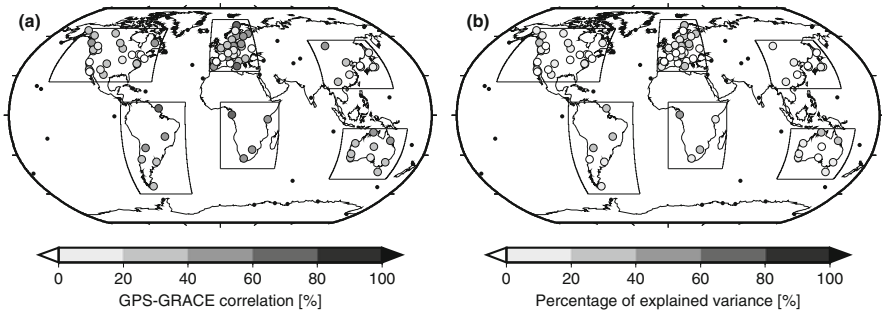 (a)
(b)
0 20 40 60 80 100
GPS-GRACE correlation [%]
0 20 40 60 80 100
Percentage of explained variance [%]